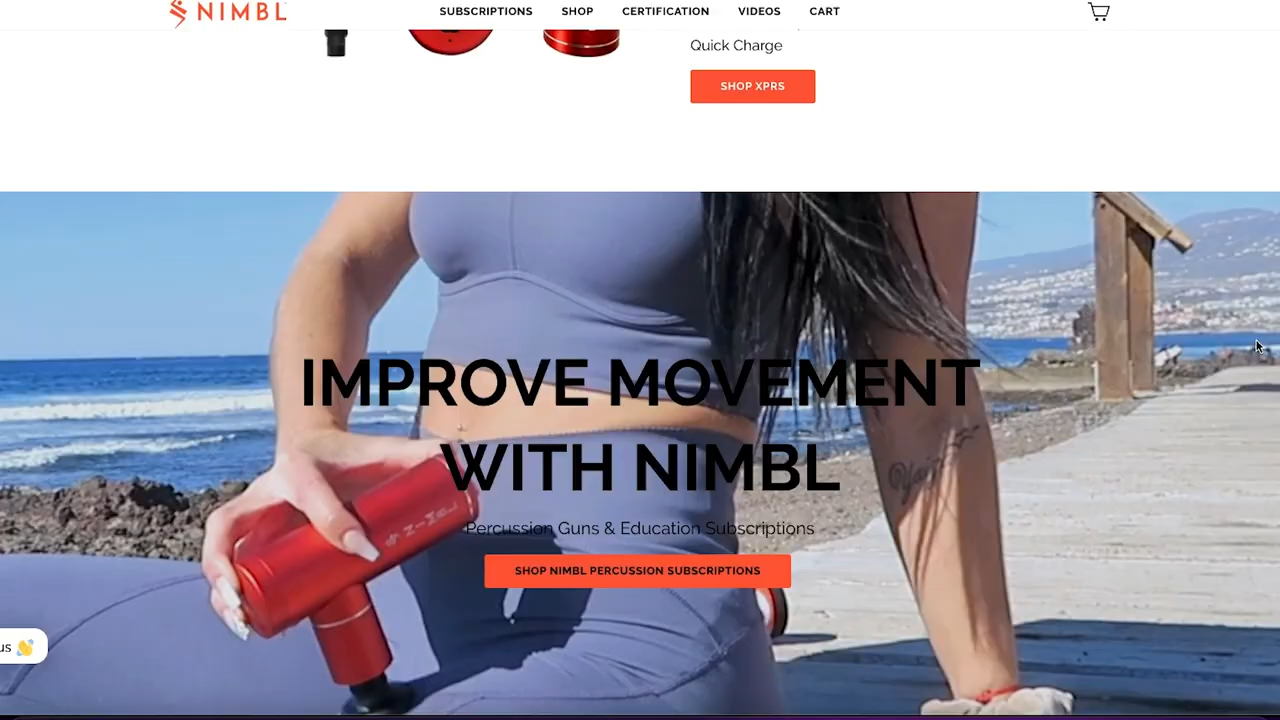 NIMBL
SUBSCRIPTIONS SHOP CERTIFICATION VIDEOS CART
Quick Charge
SHOP XPRS
IMPROVE MOVEMENT
WITH NIMBL
Percussion Guns & Education Subscriptions
SHOP NIMBL PERCUSSION SUBSCRIPTIONS
us 👋